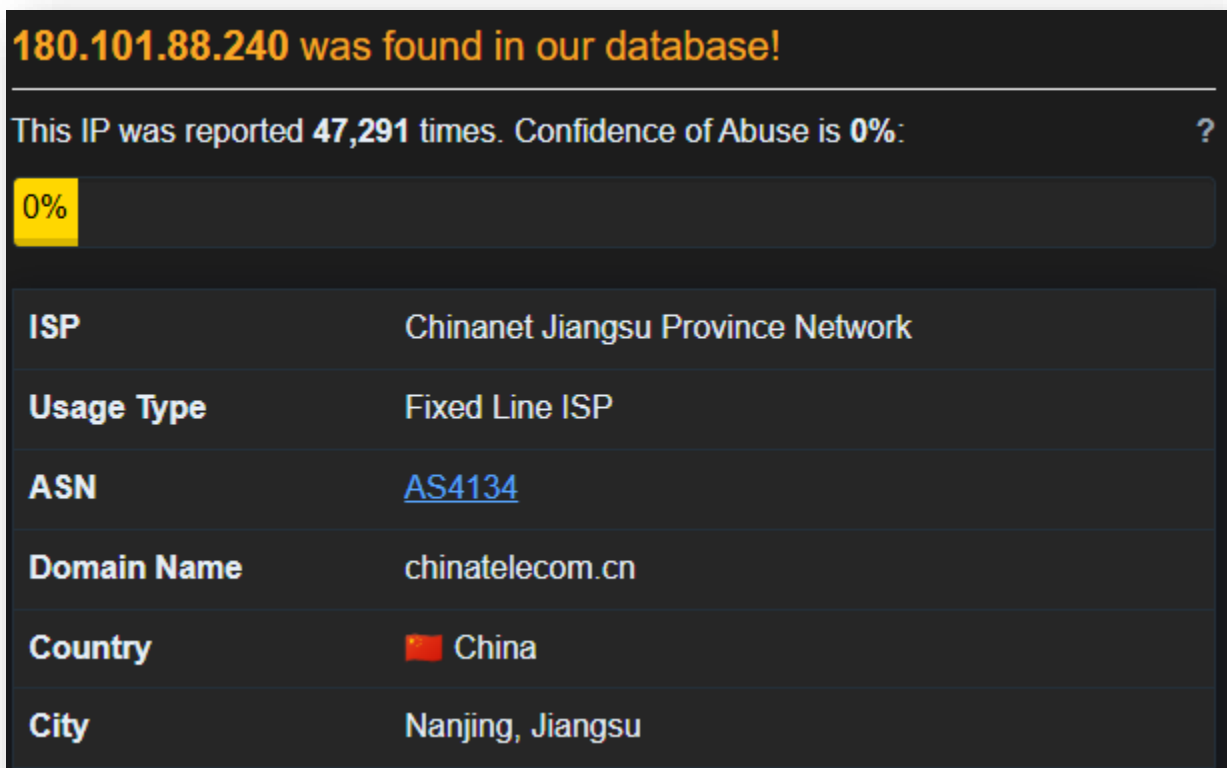 180.101.88.240 was found in our database!
This IP was reported 47,291 times. Confidence of Abuse is 0%: ?
0%
ISP Chinanet Jiangsu Province Network
Usage Type Fixed Line ISP
ASN AS4134
Domain Name chinatelecom.cn
Country 🇨🇳 China
City Nanjing, Jiangsu